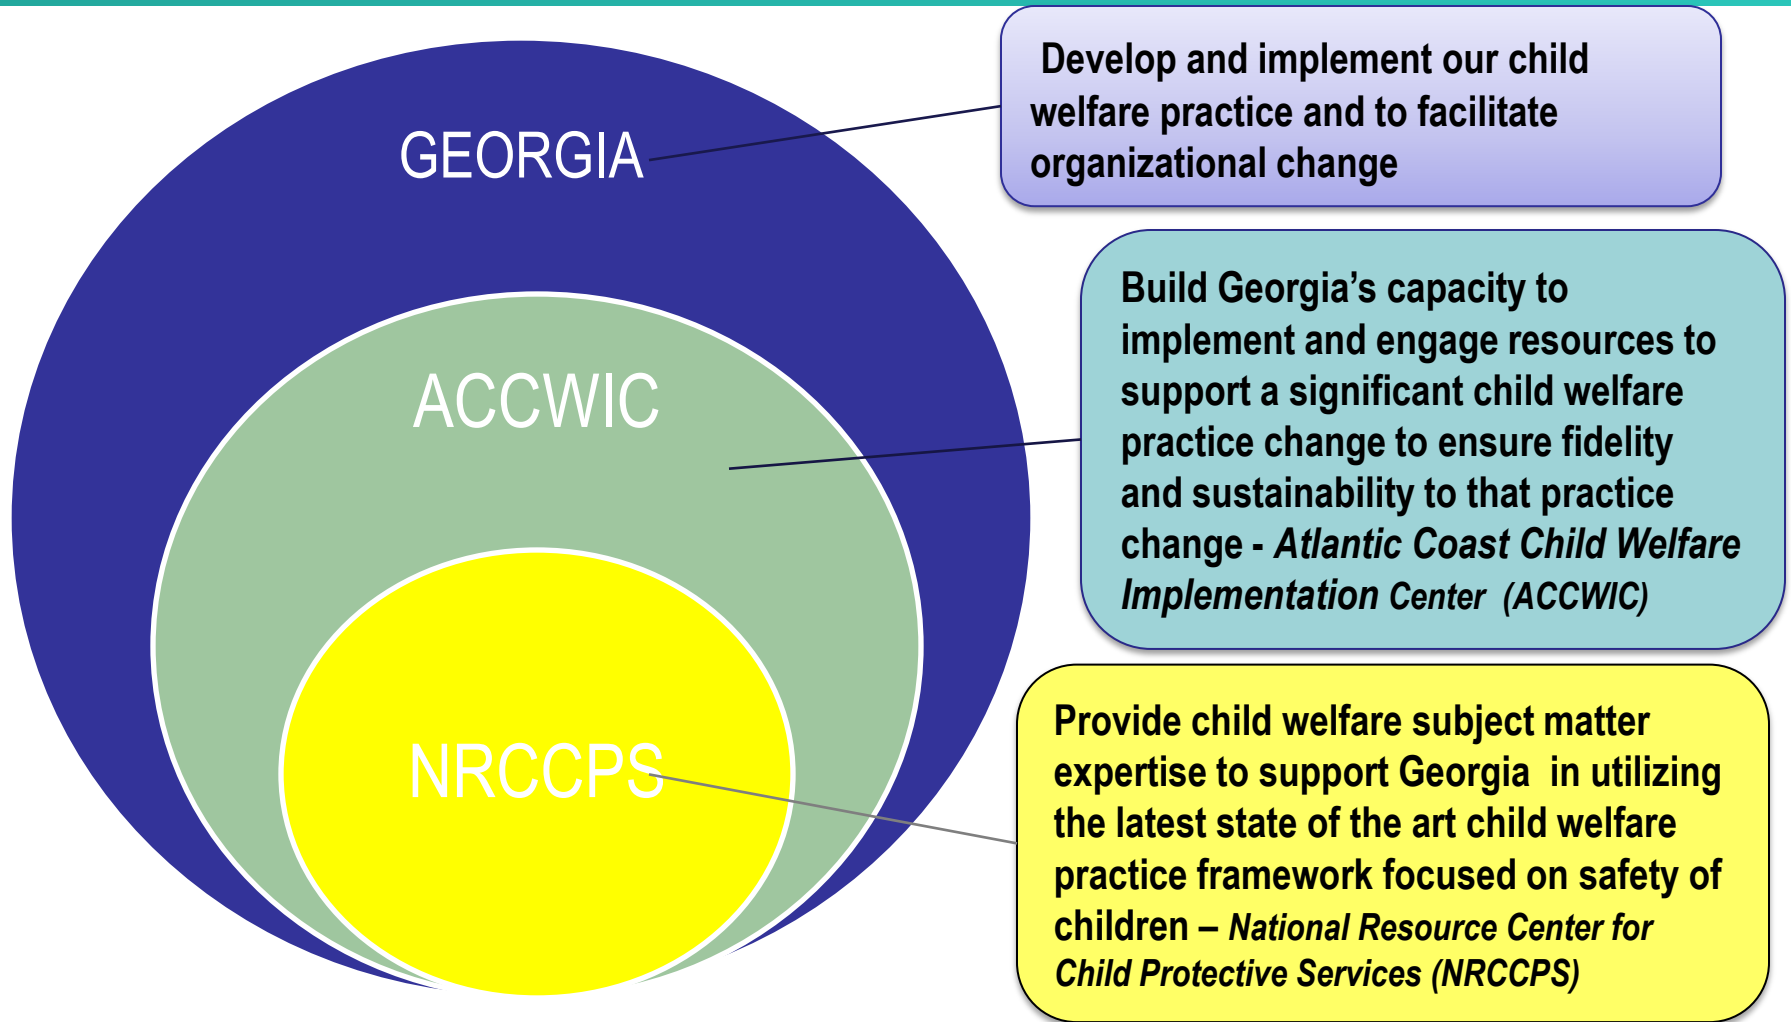 GEORGIA
Develop and implement our child
welfare practice and to facilitate
organizational change
ACCWIC
Build Georgia’s capacity to
implement and engage resources to
support a significant child welfare
practice change to ensure fidelity
and sustainability to that practice
change - Atlantic Coast Child Welfare
Implementation Center (ACCWIC)
NRCCPS
Provide child welfare subject matter
expertise to support Georgia in utilizing
the latest state of the art child welfare
practice framework focused on safety of
children – National Resource Center for
Child Protective Services (NRCCPS)